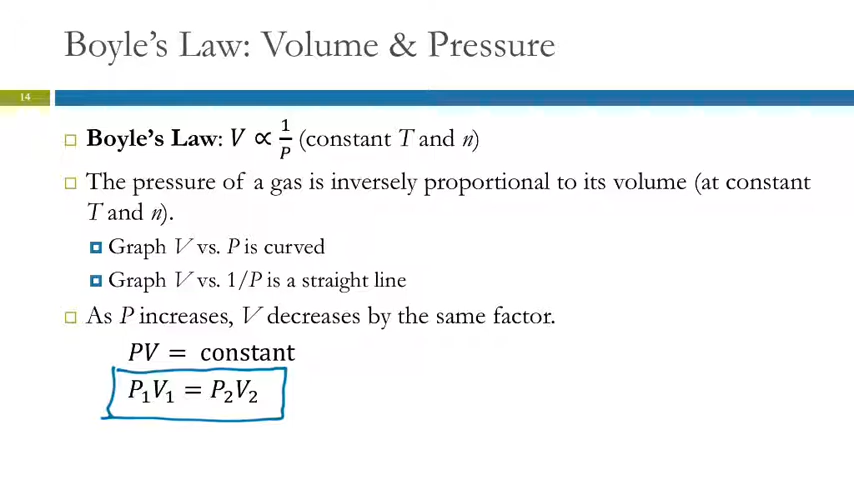 Boyle’s Law: Volume & Pressure
14
Boyle’s Law: V ∝ 1/P (constant T and n)
The pressure of a gas is inversely proportional to its volume (at constant
T and n).
Graph V vs. P is curved
Graph V vs. 1/P is a straight line
As P increases, V decreases by the same factor.
PV = constant
P₁V₁ = P₂V₂